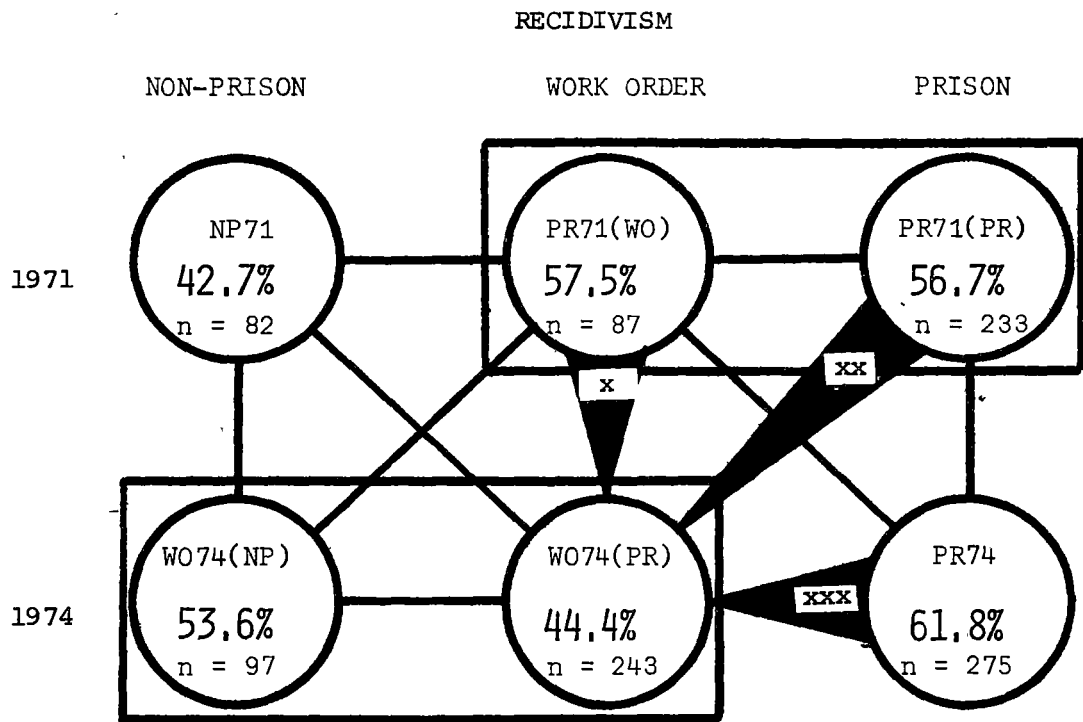 RECIDIVISM
NON-PRISON WORK ORDER PRISON
1971
NP71
42.7%
n = 82
PR71(WO)
57.5%
n = 87
PR71(PR)
56.7%
n = 233
x
xx
1974
WO74(NP)
53.6%
n = 97
WO74(PR)
44.4%
n = 243
xxx
PR74
61.8%
n = 275